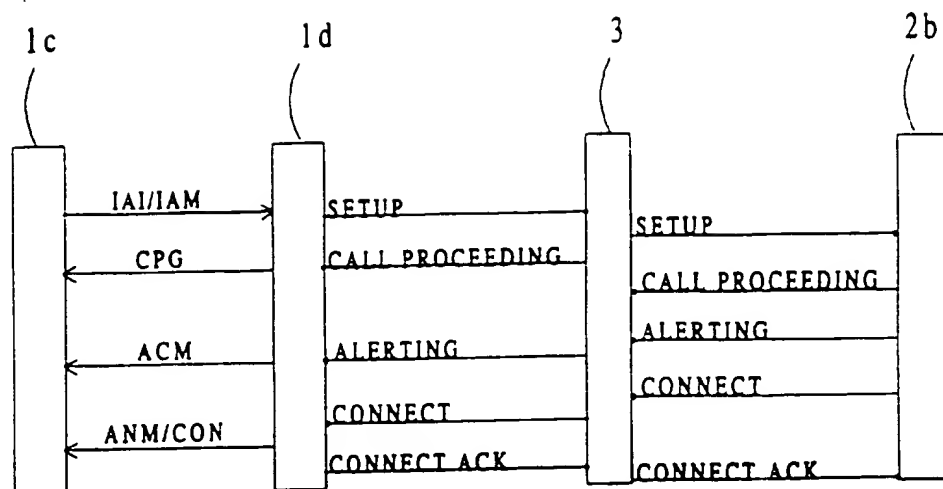 1c
1d
3
2b
IAI/IAM
SETUP
SETUP
CPG
CALL PROCEEDING
CALL PROCEEDING
ALERTING
ACM
ALERTING
CONNECT
CONNECT
ANM/CON
CONNECT ACK
CONNECT ACK